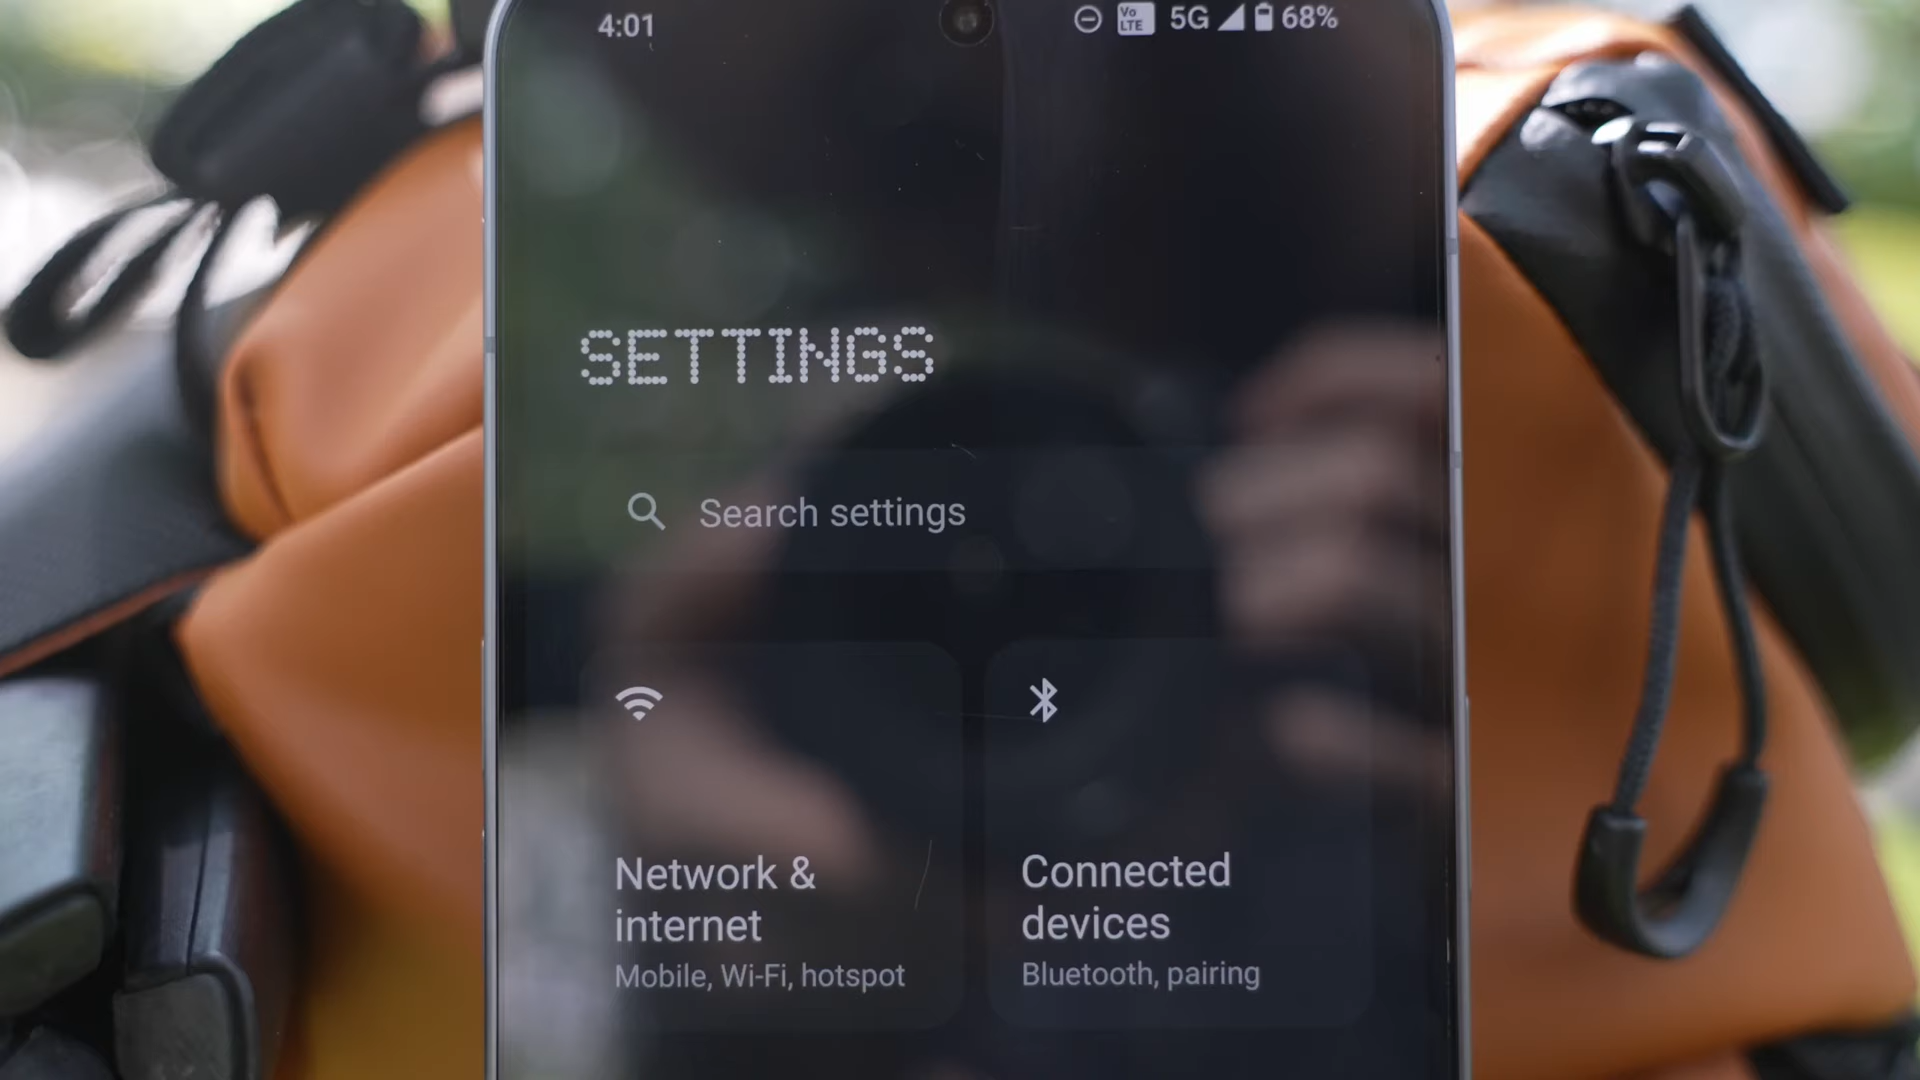 4:01 Vo LTE 5G 68%
SETTINGS
Search settings
Network &
internet
Mobile, Wi-Fi, hotspot
Connected
devices
Bluetooth, pairing